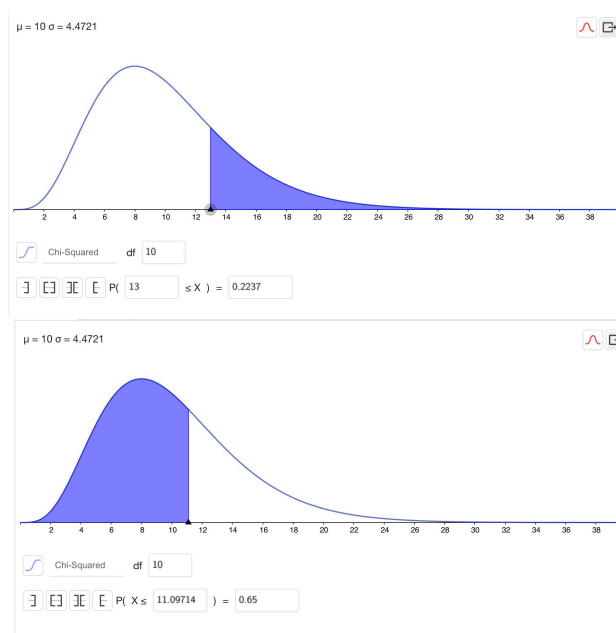 μ = 10 σ = 4.4721
2 4 6 8 10 12 14 16 18 20 22 24 26 28 30 32 34 36 38
Chi-Squared df 10
P( 13 ≤ X ) = 0.2237
μ = 10 σ = 4.4721
2 4 6 8 10 12 14 16 18 20 22 24 26 28 30 32 34 36 38
Chi-Squared df 10
P( X ≤ 11.09714 ) = 0.65